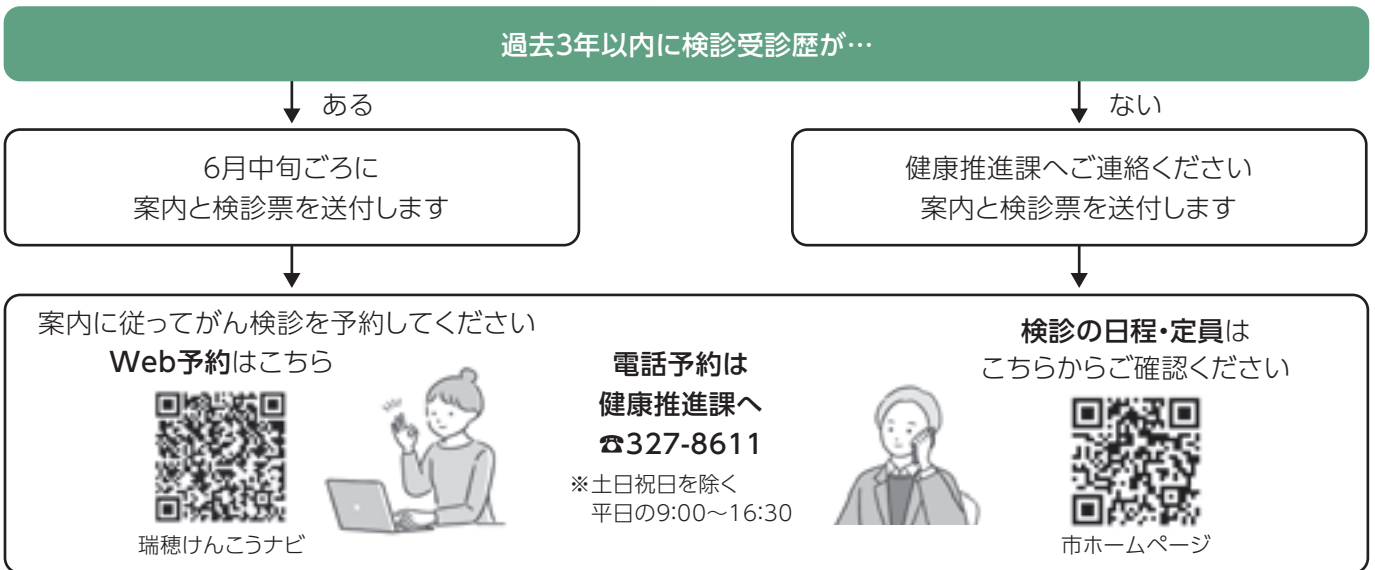 過去3年以内に検診受診歴が…
ある
ない
6月中旬ごろに
案内と検診票を送付します
健康推進課へご連絡ください
案内と検診票を送付します
案内に従ってがん検診を予約してください
Web予約はこちら
瑞穂けんこうナビ
電話予約は
健康推進課へ
☎327-8611
※土日祝日を除く
平日の9:00～16:30
検診の日程・定員は
こちらからご確認ください
市ホームページ